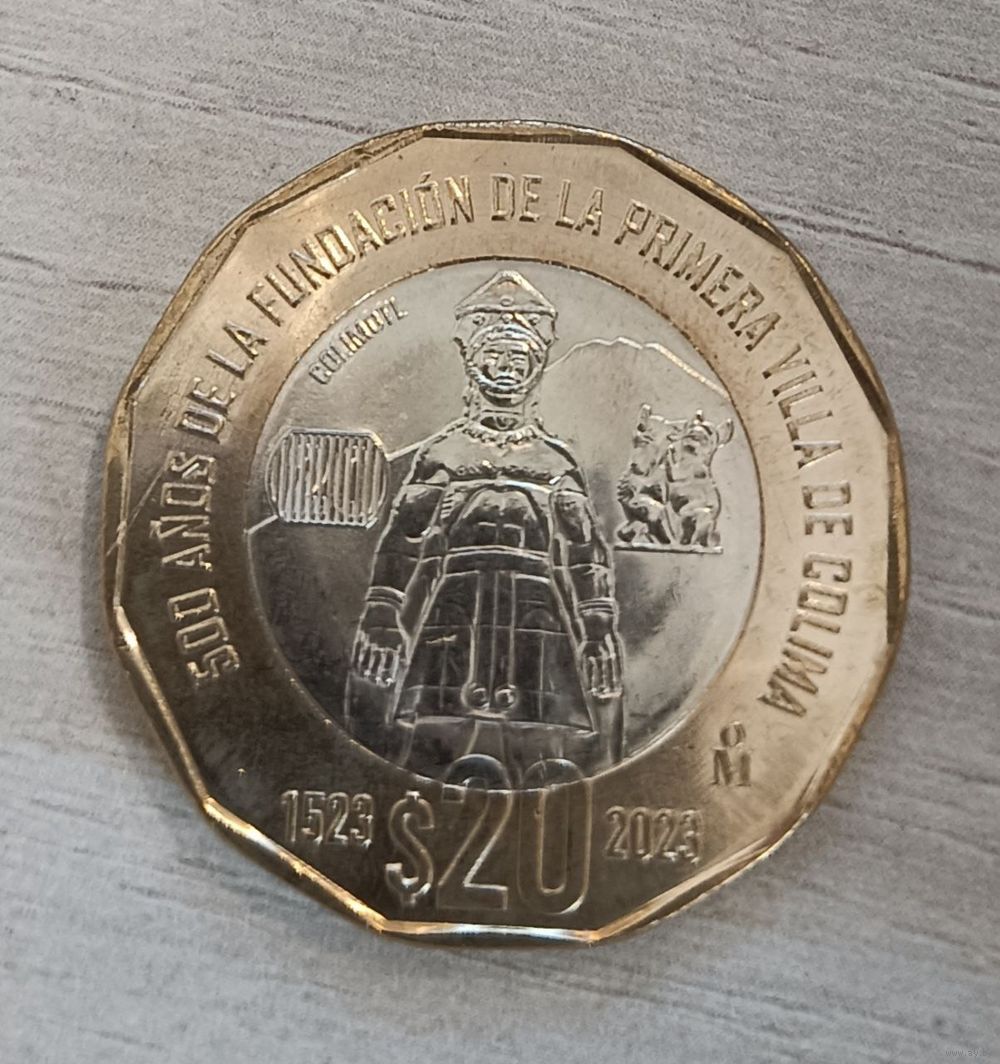 500 AÑOS DE LA FUNDACIÓN DE LA PRIMERA VILLA DE COLIMA
COLIMOTL
1523 $20 2023
M